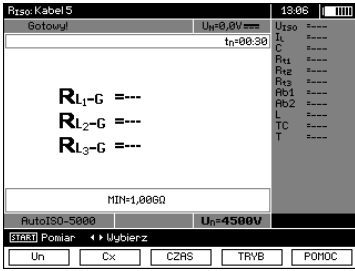 RISO: Kabel 5 13:06
Gotowy! UN=0,0V
tn=00:30
RL1-G =---
RL2-G =---
RL3-G =---
MIN=1,00GΩ
AutoISO-5000 Un=4500V
UISO =---
IL =---
C =---
Rt1 =---
Rt2 =---
Rt3 =---
Ab1 =---
Ab2 =---
L =---
TC =---
T =---
START Pomiar Wybierz
Un Cx CZAS TRYB POMOC